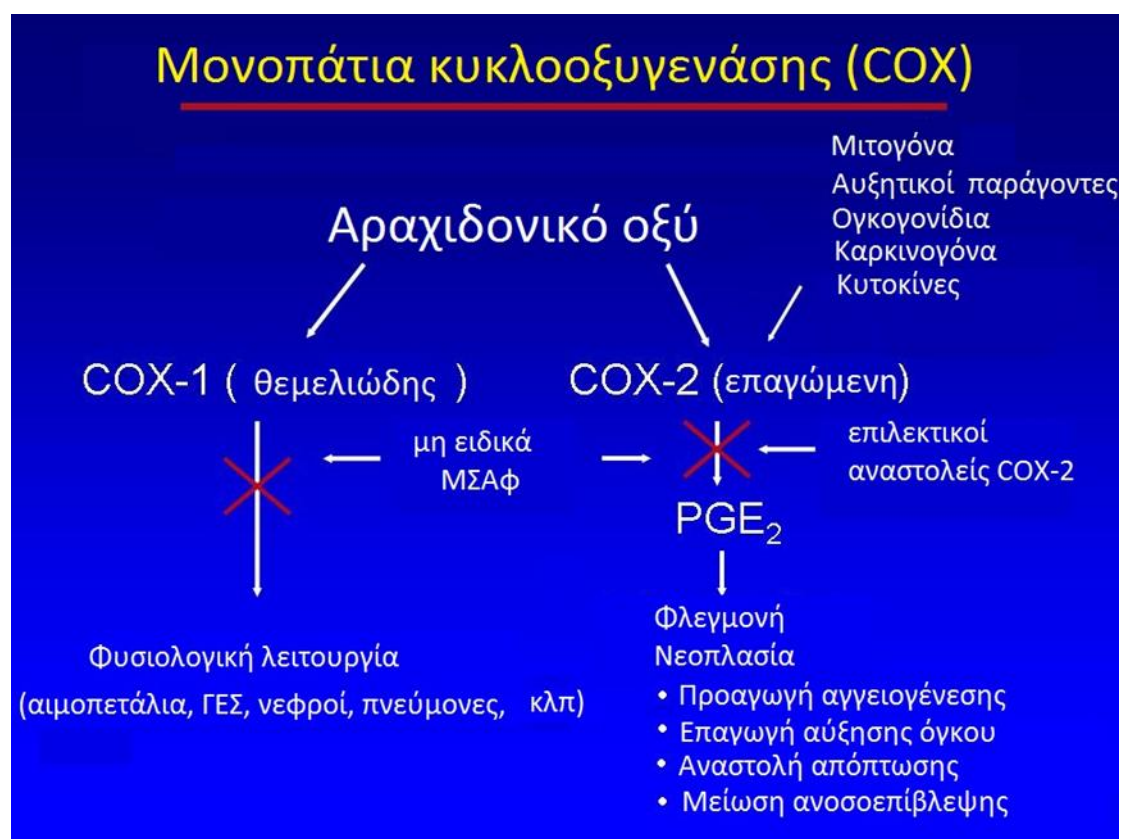 Μονοπάτια κυκλοοξυγενάσης (COX)
Μιτογόνα
Αυξητικοί παράγοντες
Ογκογονίδια
Καρκινογόνα
Κυτοκίνες
Αραχιδονικό οξύ
COX-1 ( θεμελιώδης )
COX-2 (επαγώμενη)
μη ειδικά
ΜΣΑφ
επιλεκτικοί
αναστολείς COX-2
PGE₂
Φυσιολογική λειτουργία
(αιμοπετάλια, ΓΕΣ, νεφροί, πνεύμονες, κλπ)
Φλεγμονή
Νεοπλασία
• Προαγωγή αγγειογένεσης
• Επαγωγή αύξησης όγκου
• Αναστολή απόπτωσης
• Μείωση ανοσοεπίβλεψης